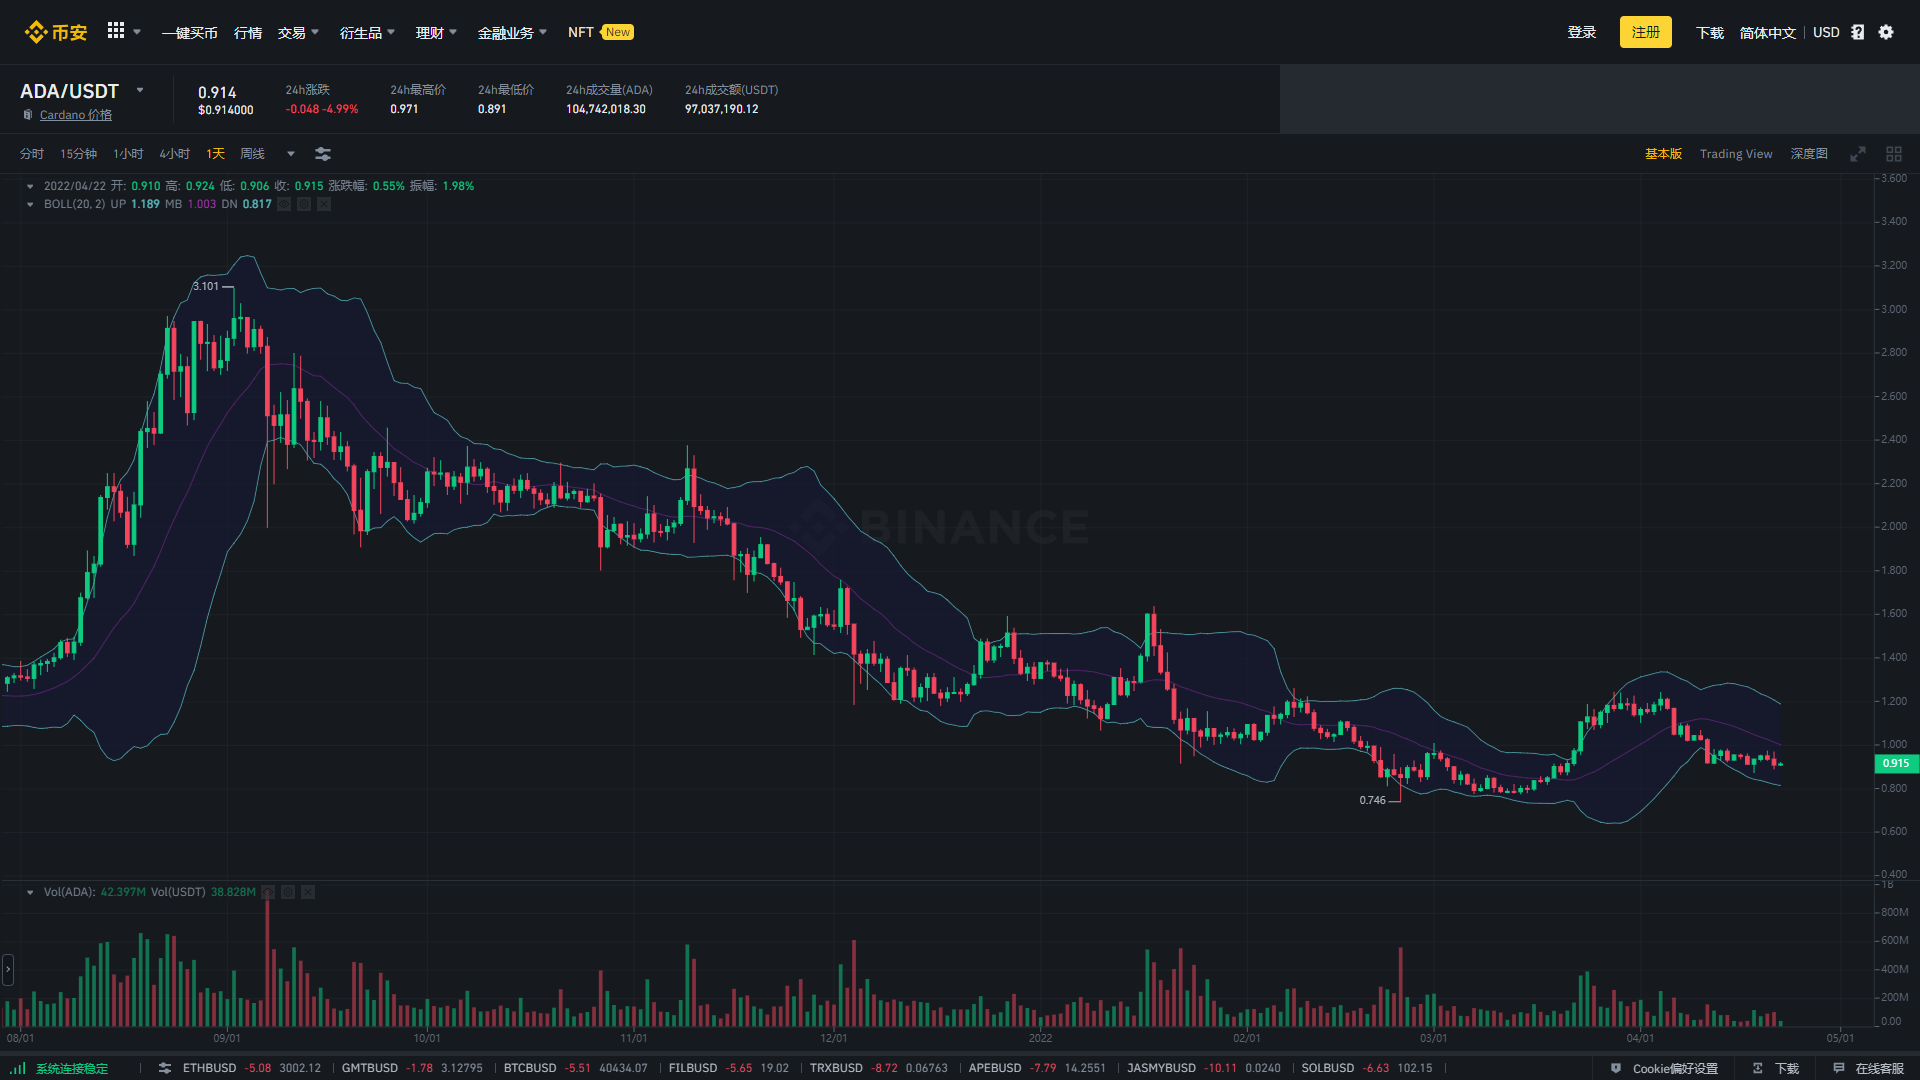 币安 一键买币 行情 交易 衍生品 理财 金融业务 NFT New 登录 注册 下载 简体中文 USD
ADA/USDT 0.914 24h涨跌 24h最高价 24h最低价 24h成交量(ADA) 24h成交额(USDT)
Cardano 价格 $0.914000 -0.048 -4.99% 0.971 0.891 104,742,018.30 97,037,190.12
分时 15分钟 1小时 4小时 1天 周线 基本版 Trading View 深度图
2022/04/22 开: 0.910 高: 0.924 低: 0.906 收: 0.915 涨跌幅: 0.55% 振幅: 1.98%
BOLL(20, 2) UP 1.189 MB 1.003 DN 0.817
3.600
3.400
3.200
3.101
3.000
2.800
2.600
2.400
2.200
2.000
BINANCE
1.800
1.600
1.400
1.200
1.000
0.915
0.800
0.746
0.600
0.400
Vol(ADA): 42.397M Vol(USDT) 38.828M
1B
800M
600M
400M
200M
0.00
08/01 09/01 10/01 11/01 12/01 2022 02/01 03/01 04/01 05/01
系统连接稳定 ETHBUSD -5.08 3002.12 GMTBUSD -1.78 3.12795 BTCBUSD -5.51 40434.07 FILBUSD -5.65 19.02 TRXBUSD -8.72 0.06763 APEBUSD -7.79 14.2551 JASMYBUSD -10.11 0.0240 SOLBUSD -6.63 102.15 Cookie偏好设置 下载 在线客服